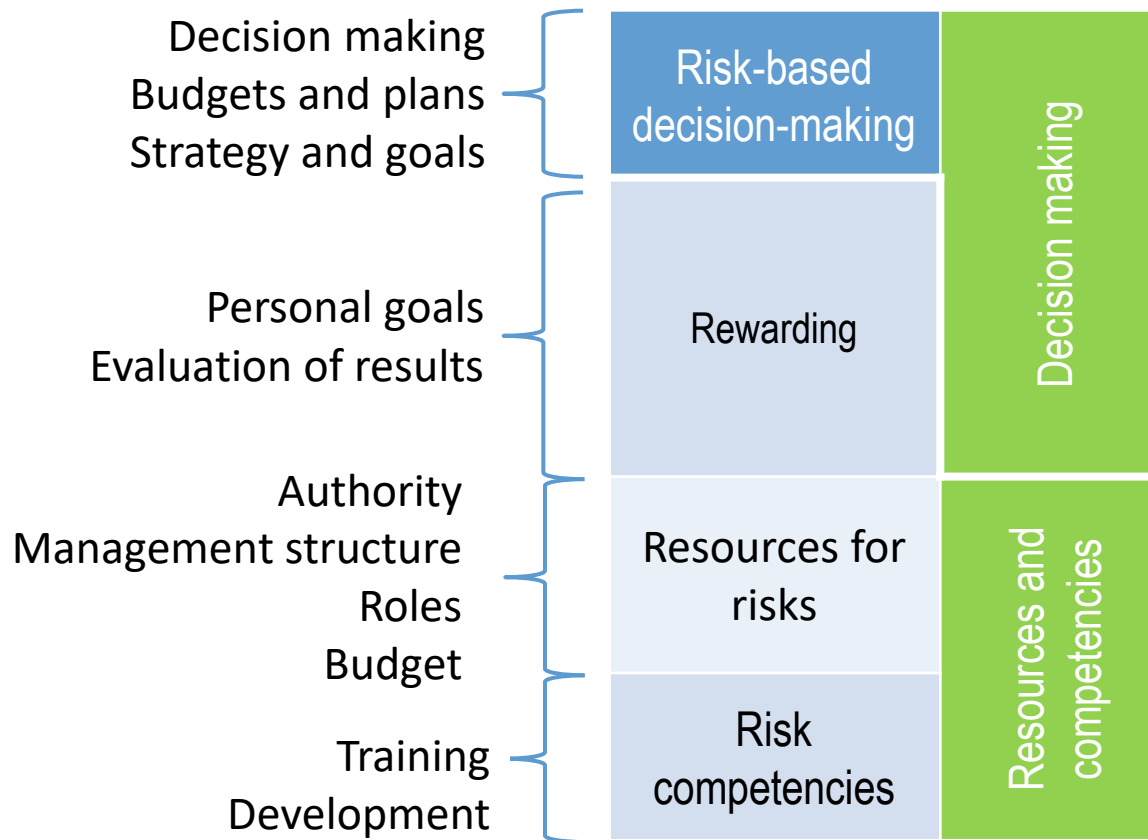 Decision making
Budgets and plans
Strategy and goals
Risk-based
decision-making
Decision making
Personal goals
Evaluation of results
Rewarding
Authority
Management structure
Roles
Budget
Resources for
risks
Resources and
competencies
Training
Development
Risk
competencies